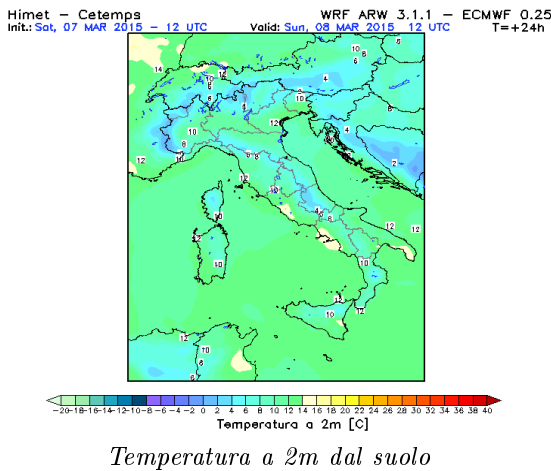 Himet – Cetemps WRF ARW 3.1.1 – ECMWF 0.25
Init.: Sat, 07 MAR 2015 – 12 UTC Valid: Sun, 08 MAR 2015 12 UTC T=+24h
-20 -18 -16 -14 -12 -10 -8 -6 -4 -2 0 2 4 6 8 10 12 14 16 18 20 22 24 26 28 30 32 34 36 38 40
Temperatura a 2m [C]
Temperatura a 2m dal suolo